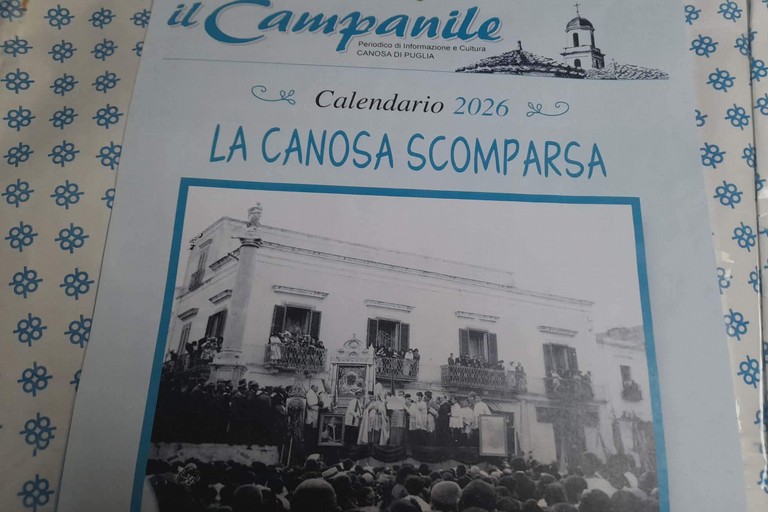 il Campanile
Periodico di Informazione e Cultura
CANOSA DI PUGLIA
Calendario 2026
LA CANOSA SCOMPARSA